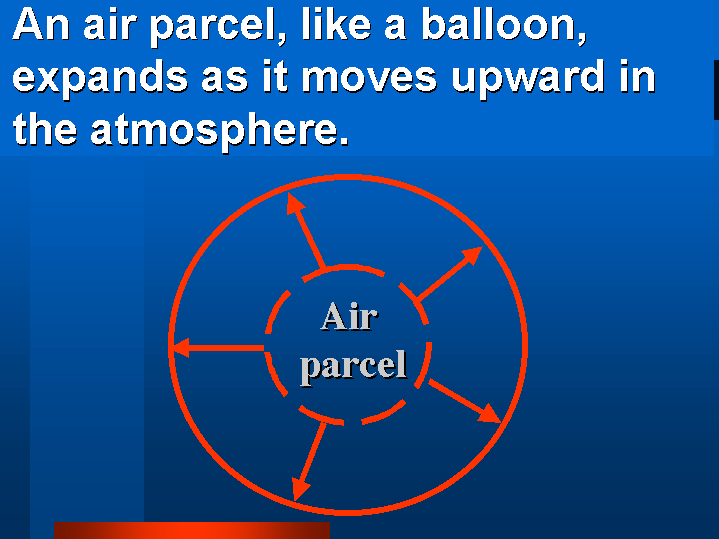 An air parcel, like a balloon,
expands as it moves upward in
the atmosphere.
Air
parcel